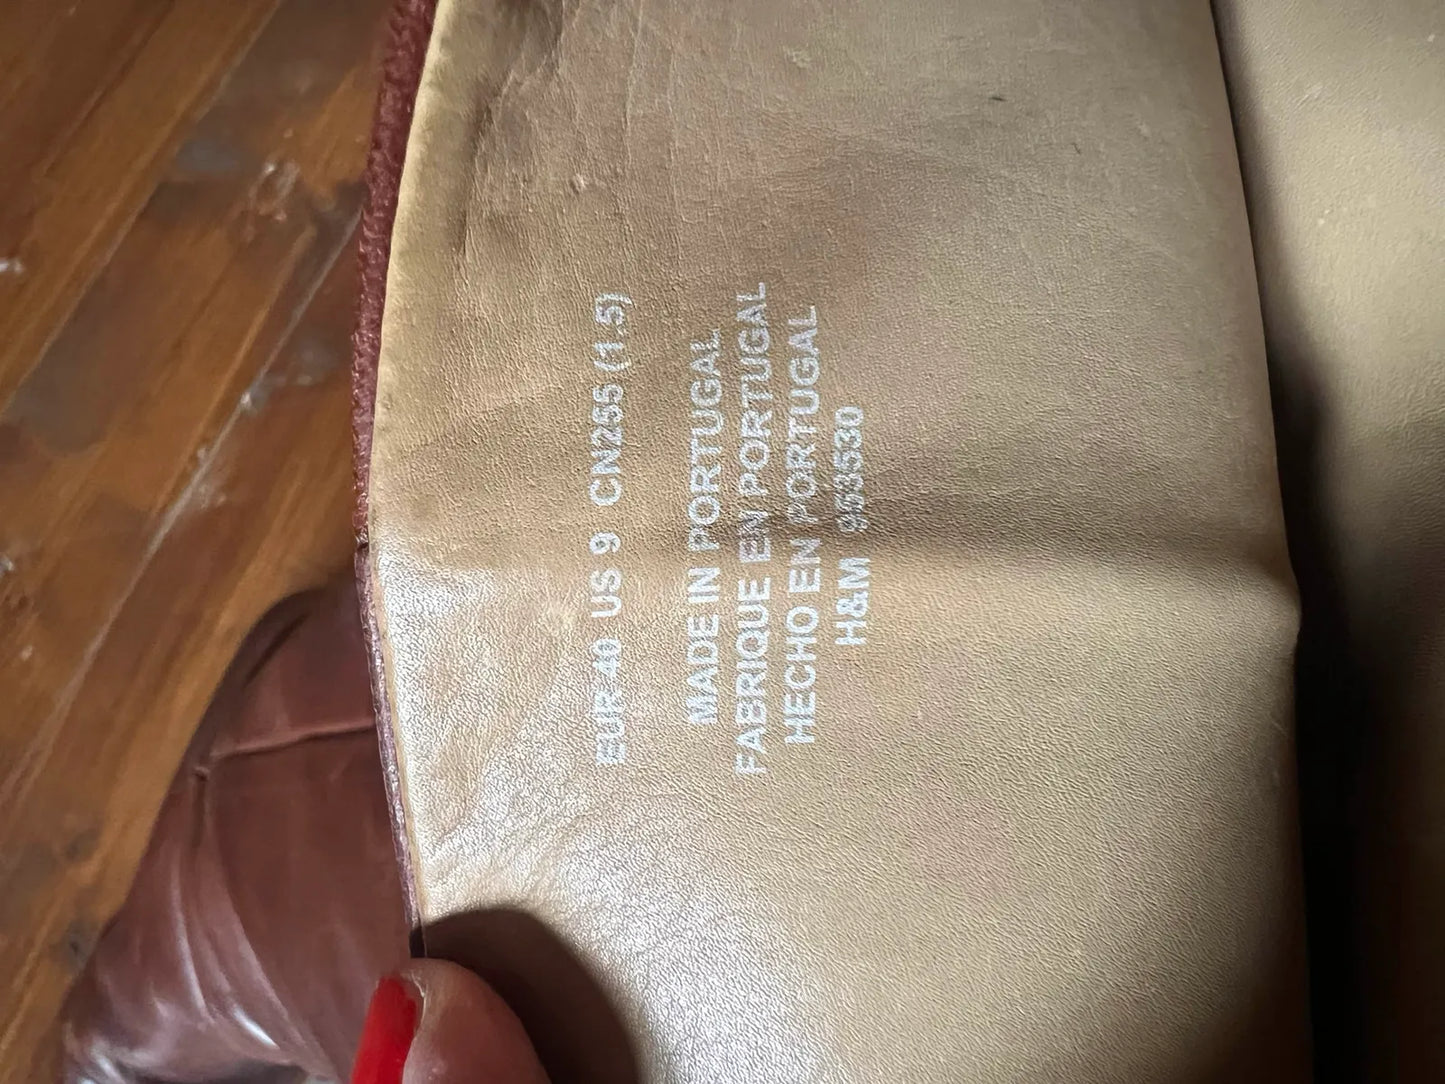 EUR 40 US 9 CN255 (1.5)
MADE IN PORTUGAL
FABRIQUE EN PORTUGAL
HECHO EN PORTUGAL
H&M